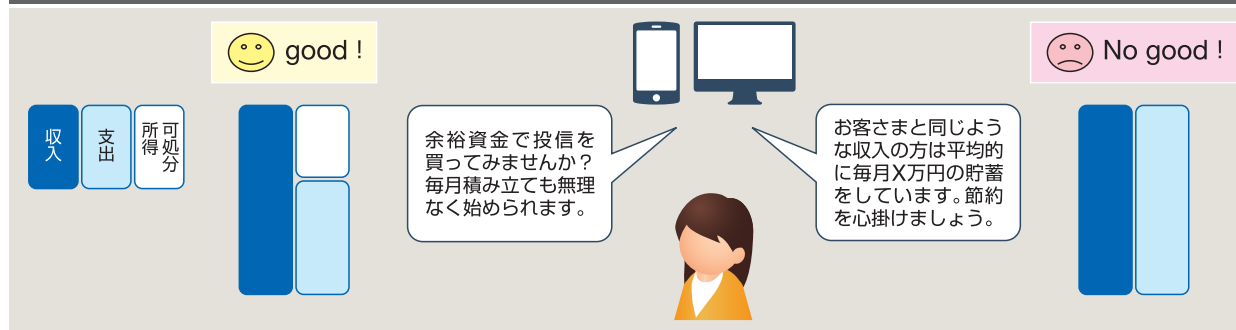 good！
No good！
収入
支出
可処分
所得
余裕資金で投信を
買ってみませんか？
毎月積み立ても無理
なく始められます。
お客さまと同じよう
な収入の方は平均的
に毎月X万円の貯蓄
をしています。節約
を心掛けましょう。